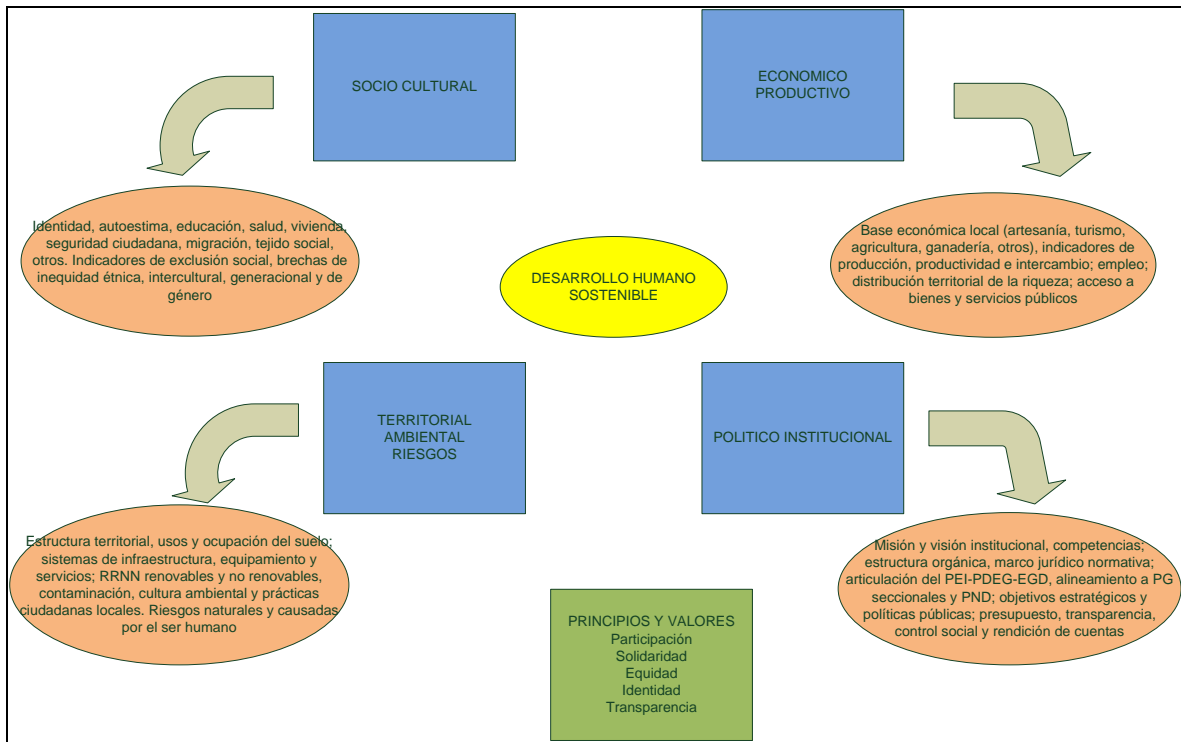 SOCIO CULTURAL
ECONOMICO
PRODUCTIVO
Identidad, autoestima, educación, salud, vivienda,
seguridad ciudadana, migración, tejido social,
otros. Indicadores de exclusión social, brechas de
inequidad étnica, intercultural, generacional y de
género
Base económica local (artesanía, turismo,
agricultura, ganadería, otros), indicadores de
producción, productividad e intercambio; empleo;
distribución territorial de la riqueza; acceso a
bienes y servicios públicos
DESARROLLO HUMANO
SOSTENIBLE
TERRITORIAL
AMBIENTAL
RIESGOS
POLITICO INSTITUCIONAL
Estructura territorial, usos y ocupación del suelo;
sistemas de infraestructura, equipamiento y
servicios; RRNN renovables y no renovables,
contaminación, cultura ambiental y prácticas
ciudadanas locales. Riesgos naturales y causadas
por el ser humano
Misión y visión institucional, competencias;
estructura orgánica, marco jurídico normativa;
articulación del PEI-PDEG-EGD, alineamiento a PG
seccionales y PND; objetivos estratégicos y
políticas públicas; presupuesto, transparencia,
control social y rendición de cuentas
PRINCIPIOS Y VALORES
Participación
Solidaridad
Equidad
Identidad
Transparencia